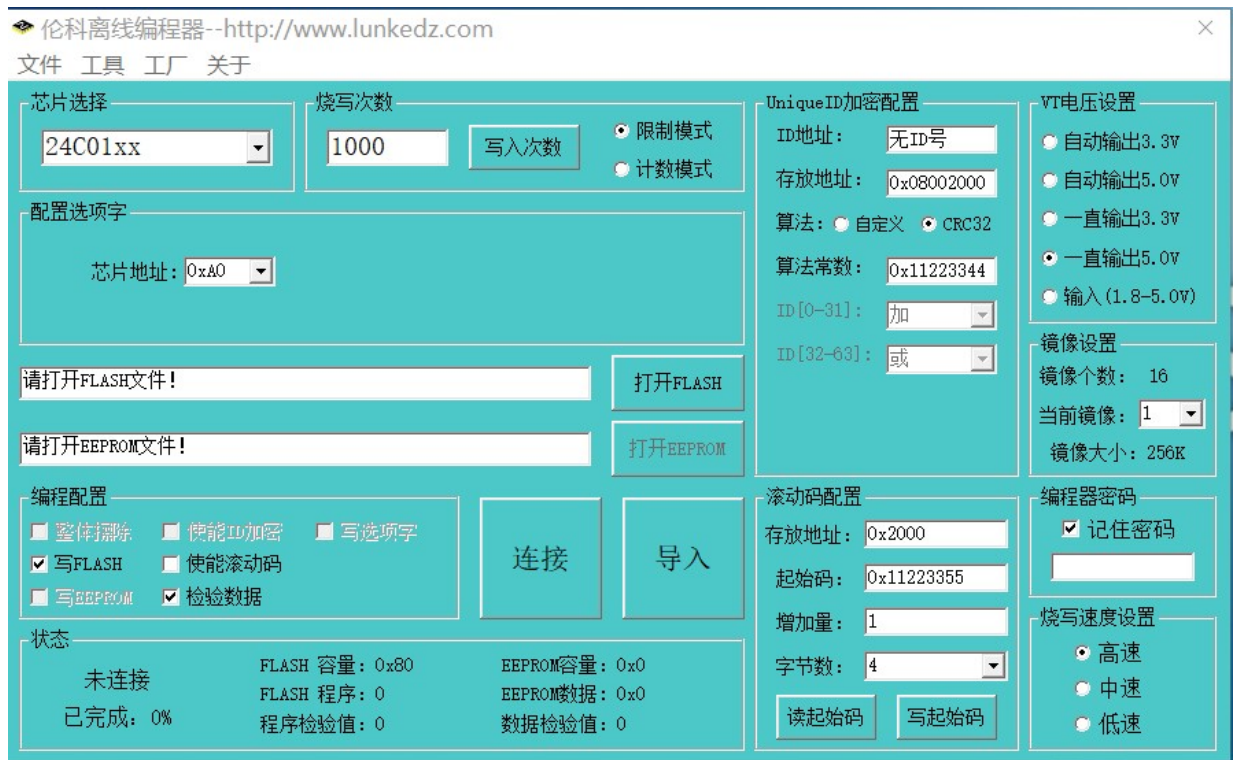 伦科离线编程器--http://www.lunkedz.com
文件 工具 工厂 关于
芯片选择
24C01xx
烧写次数
1000
写入次数
限制模式
计数模式
配置选项字
芯片地址: 0xA0
请打开FLASH文件!
打开FLASH
请打开EEPROM文件!
打开EEPROM
编程配置
整体擦除 使能ID加密 写选项字
写FLASH 使能滚动码
写EEPROM 检验数据
连接
导入
状态
未连接
已完成: 0%
FLASH 容量: 0x80
FLASH 程序: 0
程序检验值: 0
EEPROM容量: 0x0
EEPROM数据: 0x0
数据检验值: 0
UniqueID加密配置
ID地址: 无ID号
存放地址: 0x08002000
算法: 自定义 CRC32
算法常数: 0x11223344
ID[0-31]: 加
ID[32-63]: 或
滚动码配置
存放地址: 0x2000
起始码: 0x11223355
增加量: 1
字节数: 4
读起始码 写起始码
VT电压设置
自动输出3.3V
自动输出5.0V
一直输出3.3V
一直输出5.0V
输入(1.8-5.0V)
镜像设置
镜像个数: 16
当前镜像: 1
镜像大小: 256K
编程器密码
记住密码
烧写速度设置
高速
中速
低速